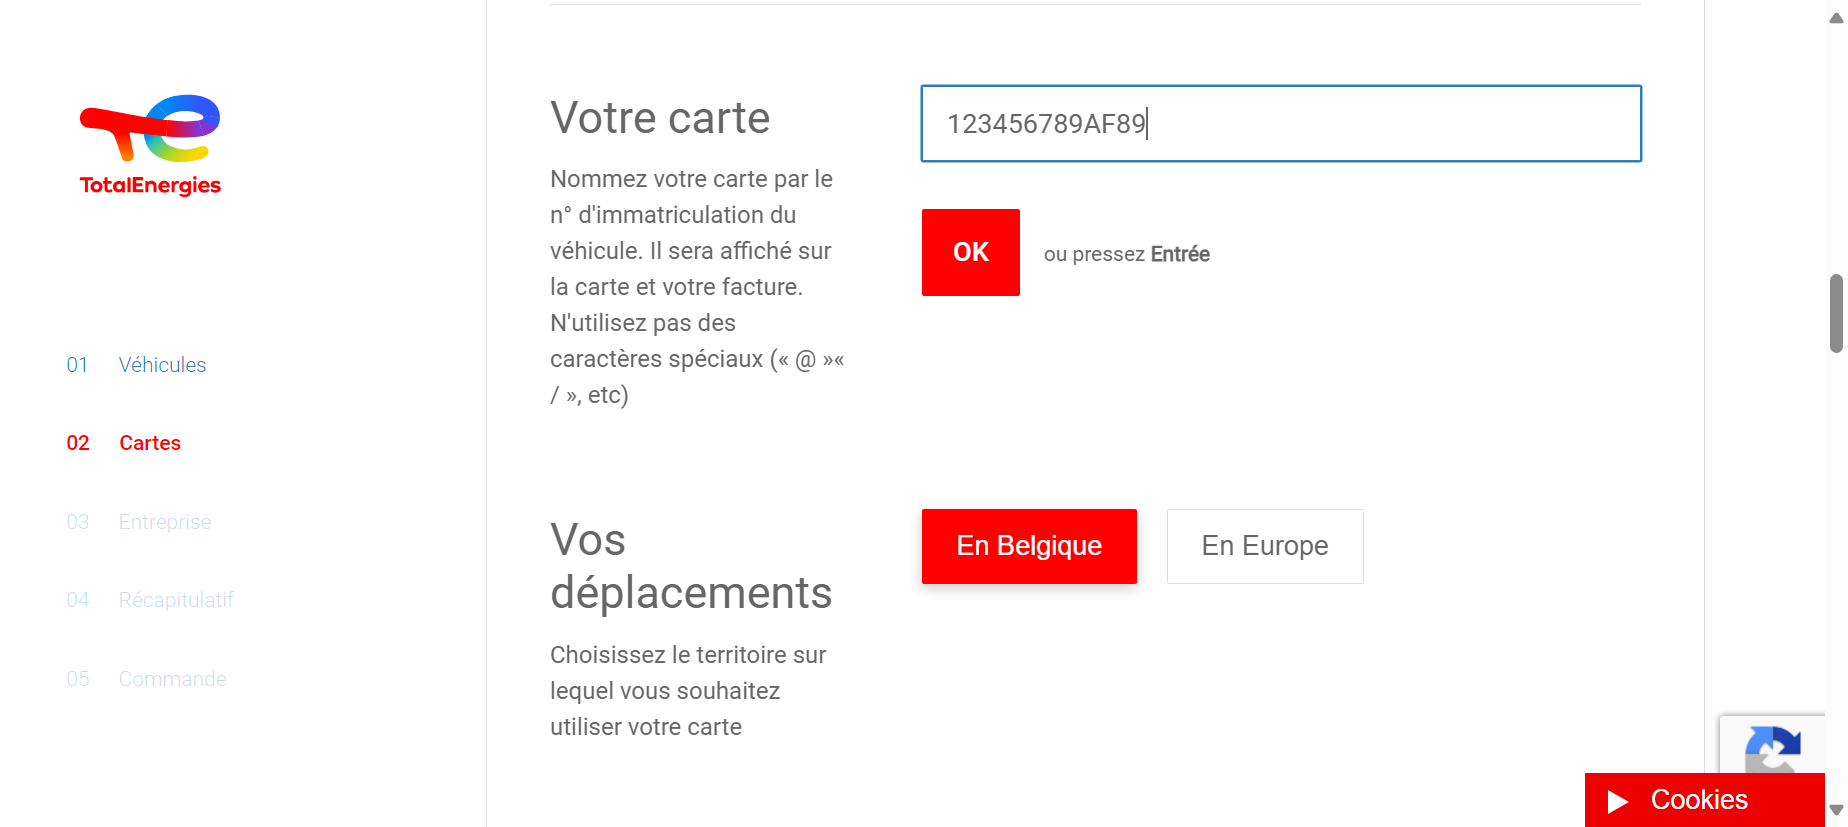 TotalEnergies
01 Véhicules
02 Cartes
03 Entreprise
04 Récapitulatif
05 Commande
Votre carte
Nommez votre carte par le
n° d'immatriculation du
véhicule. Il sera affiché sur
la carte et votre facture.
N'utilisez pas des
caractères spéciaux (« @ »«
/ », etc)
123456789AF89
OK ou pressez Entrée
Vos
déplacements
Choisissez le territoire sur
lequel vous souhaitez
utiliser votre carte
En Belgique En Europe
Cookies